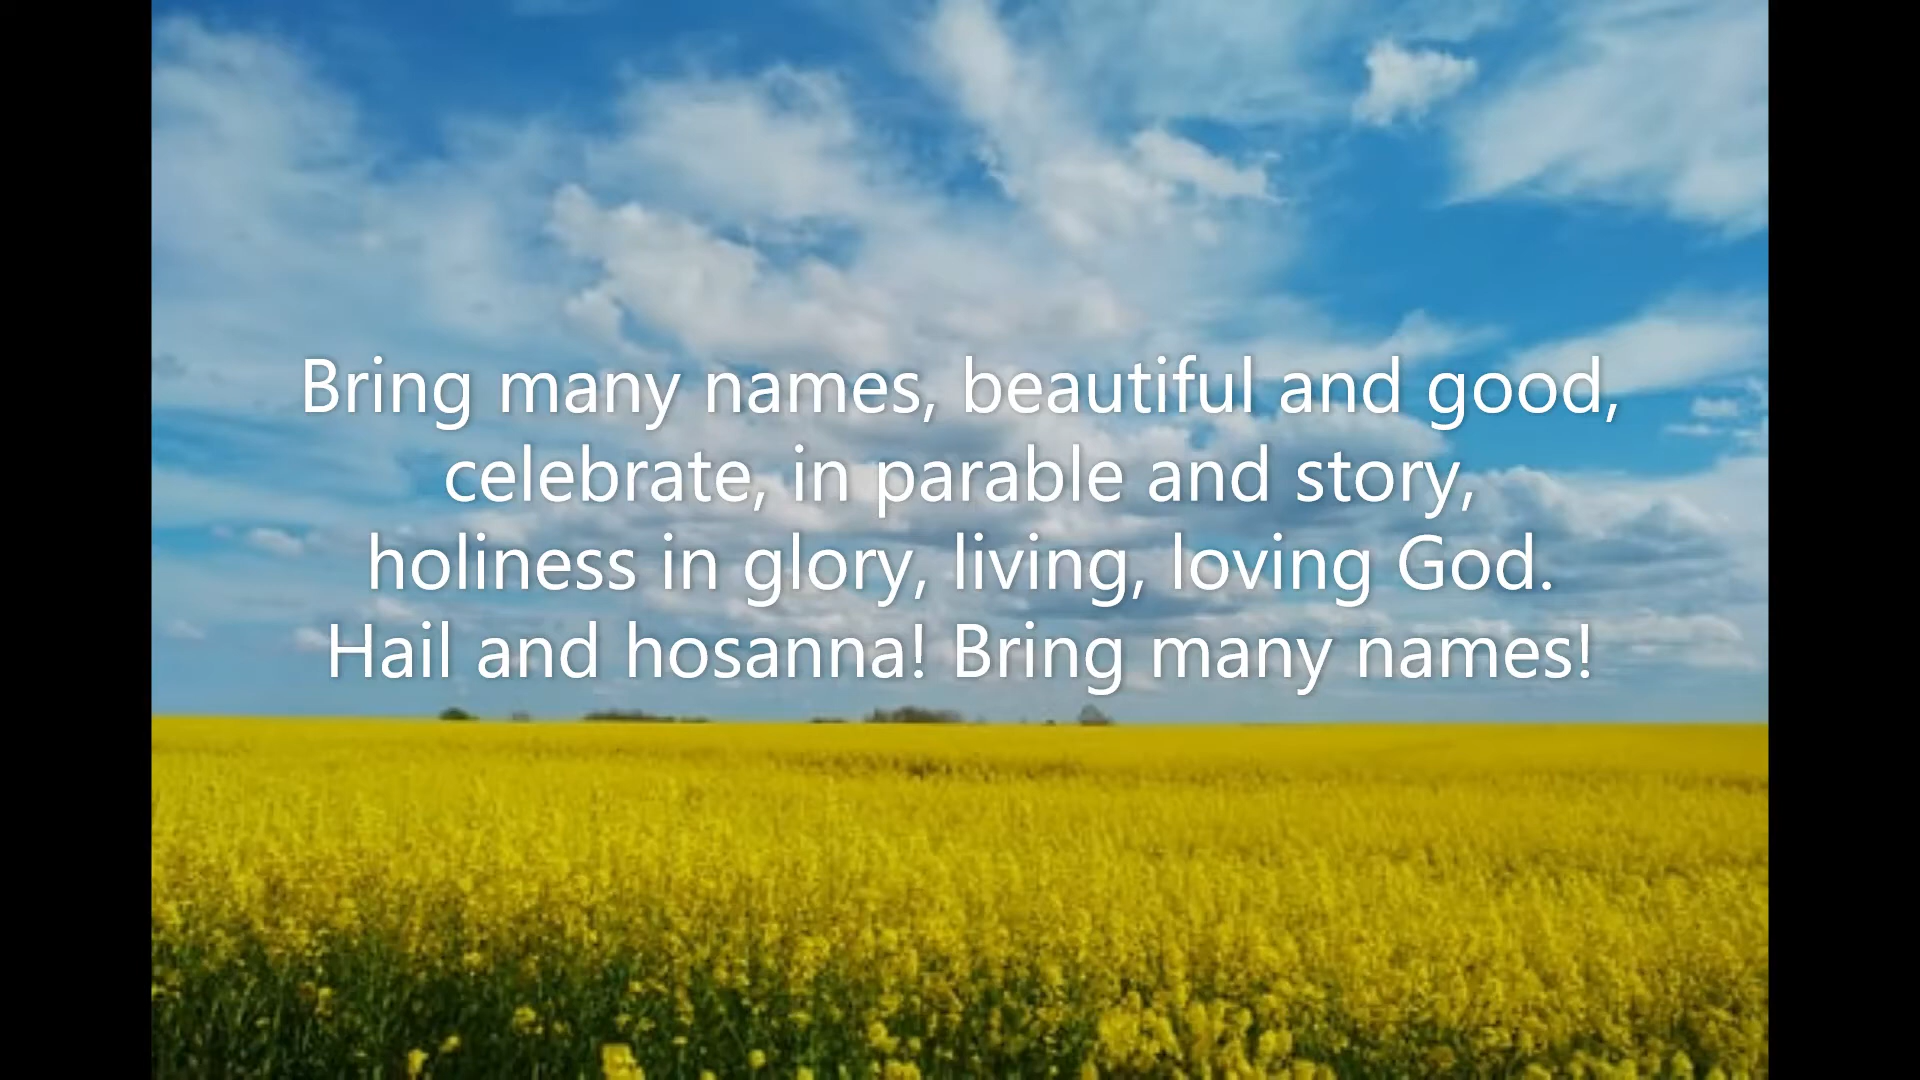 Bring many names, beautiful and good,
celebrate, in parable and story,
holiness in glory, living, loving God.
Hail and hosanna! Bring many names!